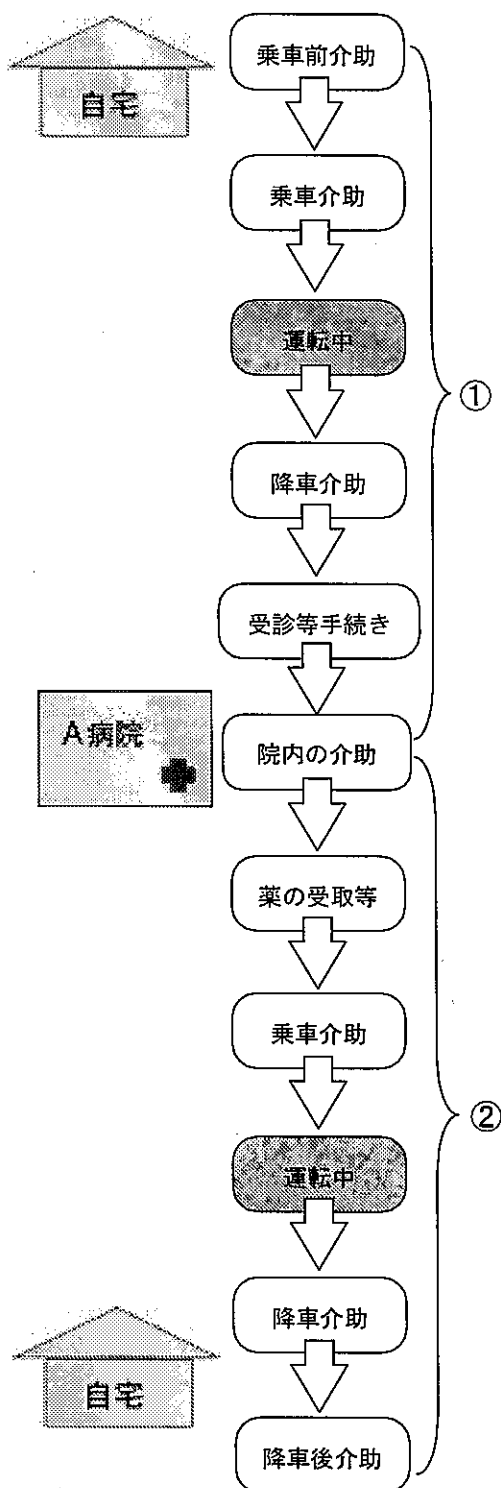 自宅
乗車前介助
乗車介助
運転中
①
降車介助
受診等手続き
A病院
院内の介助
薬の受取等
乗車介助
②
運転中
降車介助
自宅
降車後介助